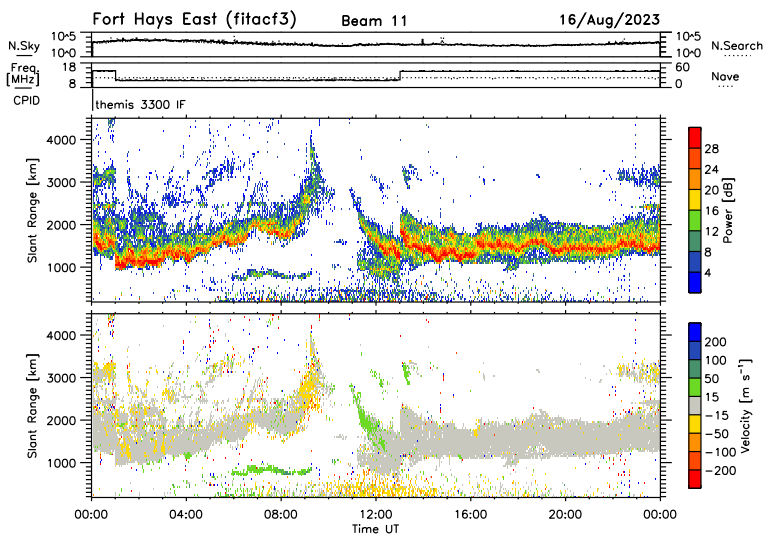 Fort Hays East (fitacf3) Beam 11 16/Aug/2023
N.Sky 10^5 10^0 10^5 10^0 N.Search
Freq. [MHz] 18 8 60 0 Nave
CPID themis 3300 IF
Slant Range [km] 4000 3000 2000 1000
28 24 20 16 12 8 4 Power [dB]
Slant Range [km] 4000 3000 2000 1000
200 100 50 15 −15 −50 −100 −200 Velocity [m s⁻¹]
00:00 04:00 08:00 12:00 16:00 20:00 00:00
Time UT